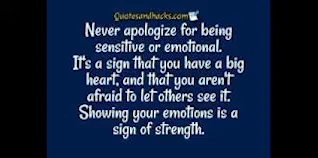 Quotesandhacks.com
Never apologize for being
sensitive or emotional.
It's a sign that you have a big
heart, and that you aren't
afraid to let others see it.
Showing your emotions is a
sign of strength.